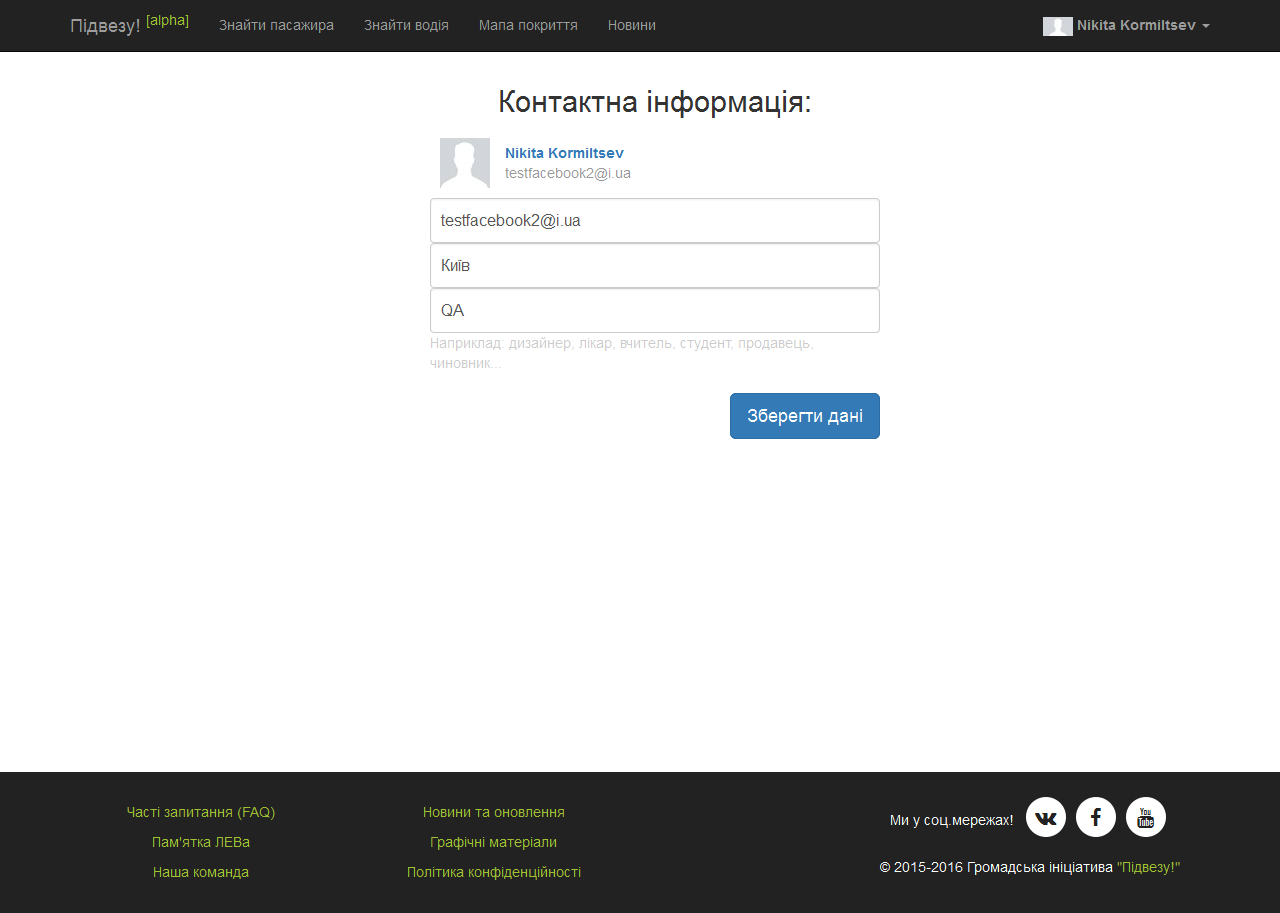 Підвезу! [alpha] Знайти пасажира Знайти водія Мапа покриття Новини Nikita Kormiltsev
Контактна інформація:
Nikita Kormiltsev
testfacebook2@i.ua
testfacebook2@i.ua
Київ
QA
Наприклад: дизайнер, лікар, вчитель, студент, продавець,
чиновник...
Зберегти дані
Часті запитання (FAQ)
Пам'ятка ЛЕВа
Наша команда
Новини та оновлення
Графічні матеріали
Політика конфіденційності
Ми у соц.мережах!
You
Tube
© 2015-2016 Громадська ініціатива "Підвезу!"